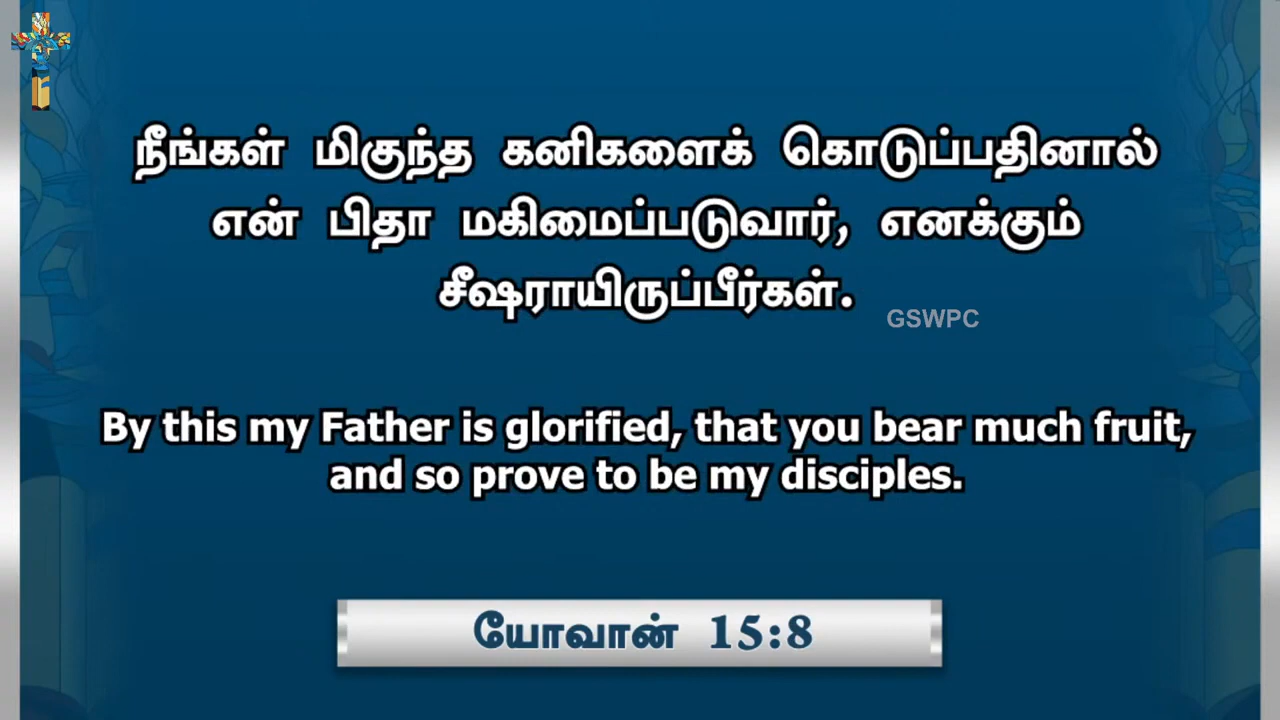 நீங்கள் மிகுந்த கனிகளைக் கொடுப்பதினால்
என் பிதா மகிமைப்படுவார், எனக்கும்
சீஷராயிருப்பீர்கள்.
GSWPC
By this my Father is glorified, that you bear much fruit,
and so prove to be my disciples.
யோவான் 15:8